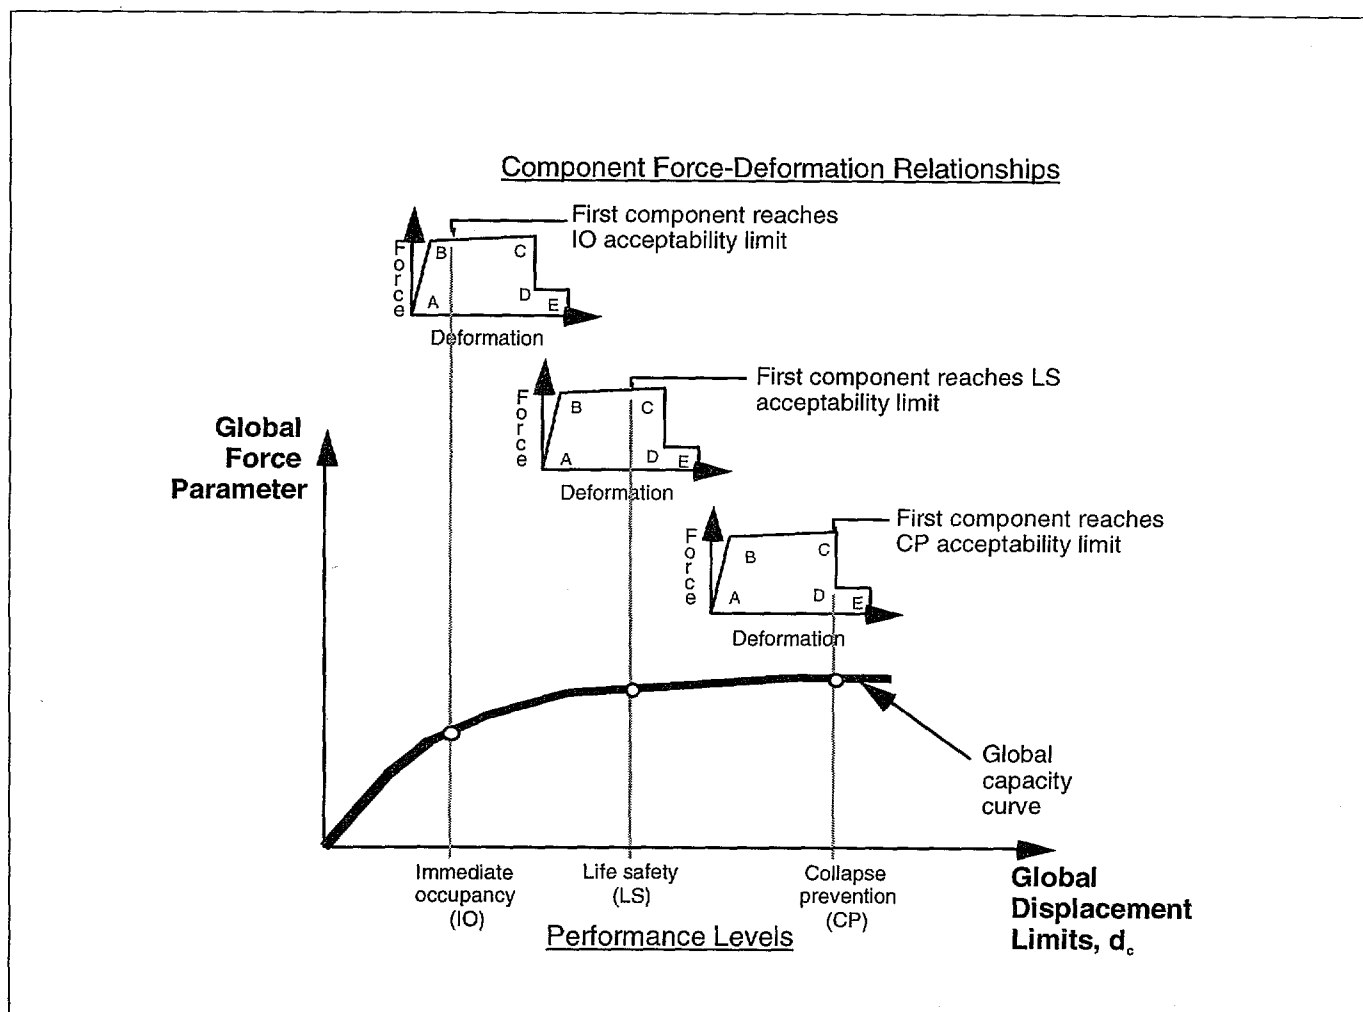 Component Force-Deformation Relationships
First component reaches
IO acceptability limit
Force
B
C
A
D
E
Deformation
First component reaches LS
acceptability limit
Force
B
C
A
D
E
Deformation
First component reaches
CP acceptability limit
Force
B
C
A
D
E
Deformation
Global
Force
Parameter
Global
capacity
curve
Immediate
occupancy
(IO)
Life safety
(LS)
Collapse
prevention
(CP)
Performance Levels
Global
Displacement
Limits, dc